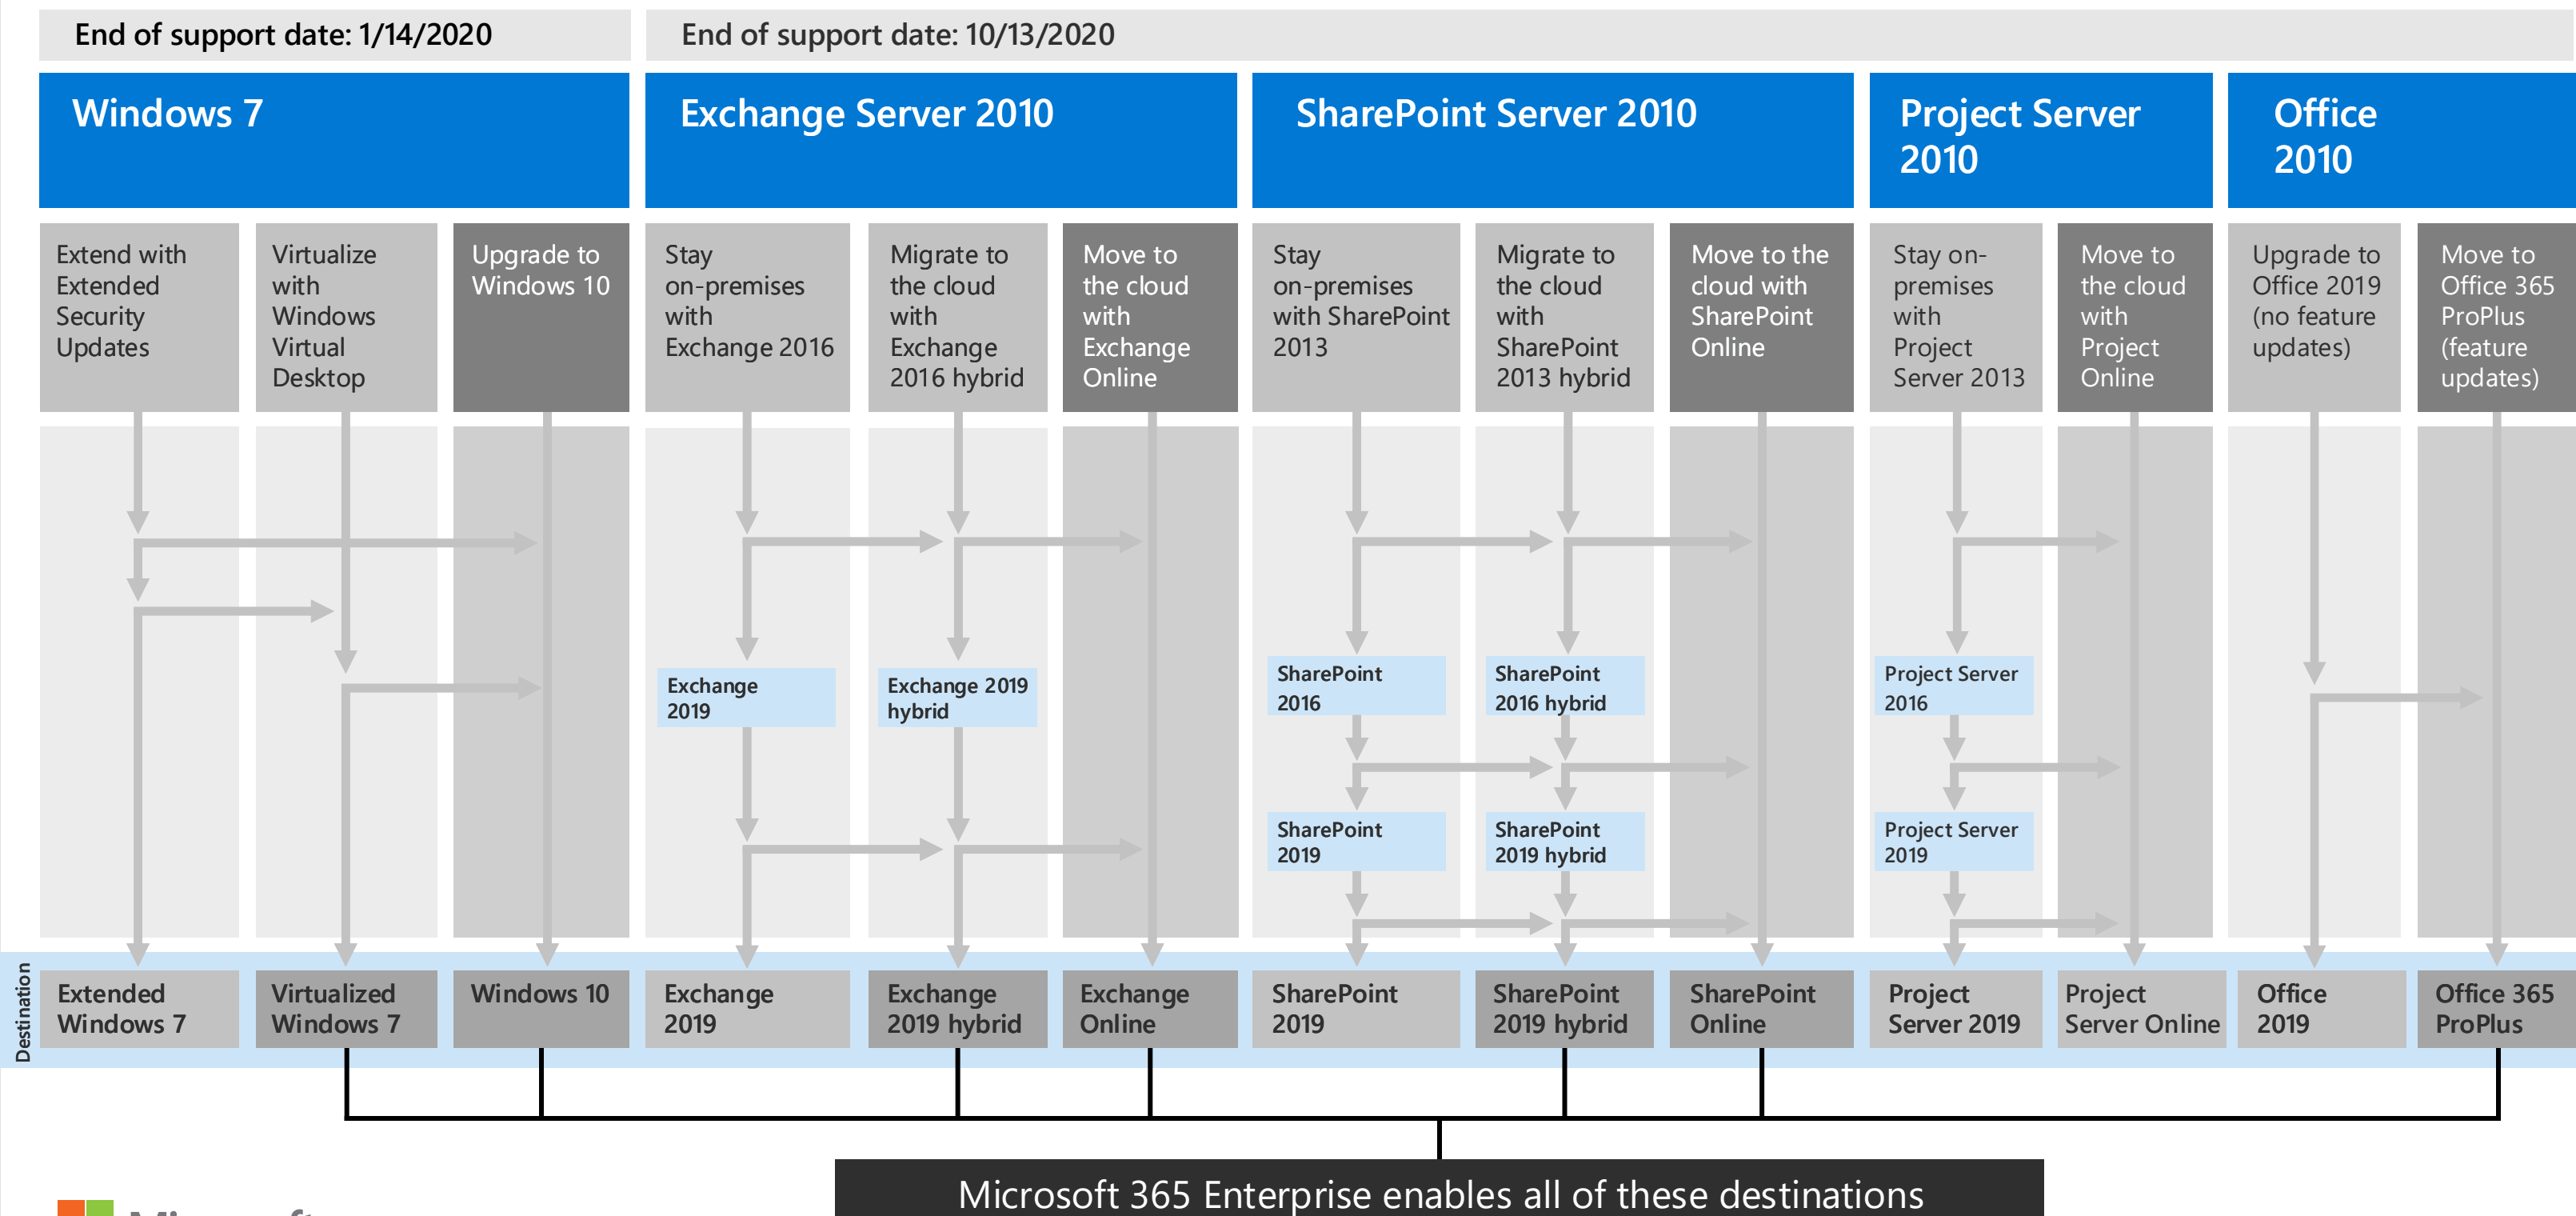 End of support date: 1/14/2020
End of support date: 10/13/2020
Windows 7
Exchange Server 2010
SharePoint Server 2010
Project Server
2010
Office
2010
Extend with
Extended
Security
Updates
Virtualize
with
Windows
Virtual
Desktop
Upgrade to
Windows 10
Stay
on-premises
with
Exchange 2016
Migrate to
the cloud
with
Exchange
2016 hybrid
Move to
the cloud
with
Exchange
Online
Stay
on-premises
with SharePoint
2013
Migrate to
the cloud
with
SharePoint
2013 hybrid
Move to the
cloud with
SharePoint
Online
Stay on-
premises
with
Project
Server 2013
Move to
the cloud
with
Project
Online
Upgrade to
Office 2019
(no feature
updates)
Move to
Office 365
ProPlus
(feature
updates)
Exchange
2019
Exchange 2019
hybrid
SharePoint
2016
SharePoint
2016 hybrid
Project Server
2016
SharePoint
2019
SharePoint
2019 hybrid
Project Server
2019
Destination
Extended
Windows 7
Virtualized
Windows 7
Windows 10
Exchange
2019
Exchange
2019 hybrid
Exchange
Online
SharePoint
2019
SharePoint
2019 hybrid
SharePoint
Online
Project
Server 2019
Project
Server Online
Office
2019
Office 365
ProPlus
Microsoft 365 Enterprise enables all of these destinations
Microsoft